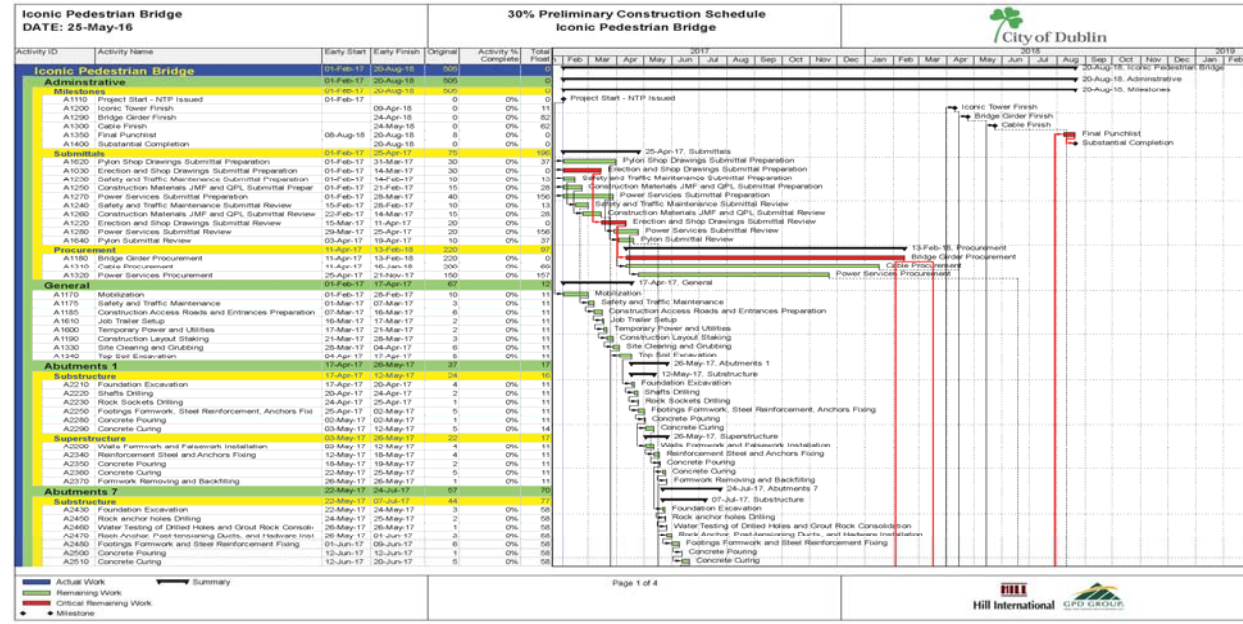 Iconic Pedestrian Bridge
DATE: 25-May-16
30% Preliminary Construction Schedule
Iconic Pedestrian Bridge
City of Dublin
Activity ID Activity Name Early Start Early Finish Original Activity % Complete Total Float
2017 2018 2019
Feb Mar Apr May Jun Jul Aug Sep Oct Nov Dec Jan Feb Mar Apr May Jun Jul Aug Sep Oct Nov Dec Jan Feb
Iconic Pedestrian Bridge 01-Feb-17 20-Aug-18 505 0 20-Aug-18, Iconic Pedestrian Bridge
Adminstrative 01-Feb-17 20-Aug-18 505 0 20-Aug-18, Adminstrative
Milestones 01-Feb-17 20-Aug-18 505 0 20-Aug-18, Milestones
A1110 Project Start - NTP Issued 01-Feb-17 0 0% 0 Project Start - NTP Issued
A1200 Iconic Tower Finish 09-Apr-18 0 0% 11 Iconic Tower Finish
A1290 Bridge Girder Finish 24-Apr-18 0 0% 82 Bridge Girder Finish
A1300 Cable Finish 24-May-18 0 0% 62 Cable Finish
A1350 Final Punchlist 08-Aug-18 20-Aug-18 8 0% 0 Final Punchlist
A1400 Substantial Completion 20-Aug-18 0 0% 0 Substantial Completion
Submittals 01-Feb-17 25-Apr-17 75 25-Apr-17, Submittals
A1620 Pylon Shop Drawings Submittal Preparation 01-Feb-17 31-Mar-17 30 0% 37 Pylon Shop Drawings Submittal Preparation
A1030 Erection and Shop Drawings Submittal Preparation 01-Feb-17 14-Mar-17 30 0% 0 Erection and Shop Drawings Submittal Preparation
A1230 Safety and Traffic Maintenance Submittal Preparation 01-Feb-17 14-Feb-17 10 0% 13 Safety and Traffic Maintenance Submittal Preparation
A1250 Construction Materials JMF and QPL Submittal Prepar 01-Feb-17 21-Feb-17 15 0% 28 Construction Materials JMF and QPL Submittal Preparation
A1270 Power Services Submittal Preparation 01-Feb-17 28-Mar-17 40 0% 156 Power Services Submittal Preparation
A1240 Safety and Traffic Maintenance Submittal Review 15-Feb-17 28-Feb-17 10 0% 13 Safety and Traffic Maintenance Submittal Review
A1260 Construction Materials JMF and QPL Submittal Review 22-Feb-17 14-Mar-17 15 0% 28 Construction Materials JMF and QPL Submittal Review
A1220 Erection and Shop Drawings Submittal Review 15-Mar-17 11-Apr-17 20 0% 0 Erection and Shop Drawings Submittal Review
A1280 Power Services Submittal Review 29-Mar-17 25-Apr-17 20 0% 156 Power Services Submittal Review
A1640 Pylon Submittal Review 03-Apr-17 19-Apr-17 10 0% 37 Pylon Submittal Review
Procurement 11-Apr-17 13-Feb-18 220 97 13-Feb-18, Procurement
A1180 Bridge Girder Procurement 11-Apr-17 13-Feb-18 220 0% 0 Bridge Girder Procurement
A1310 Cable Procurement 11-Apr-17 16-Jan-18 200 0% 69 Cable Procurement
A1320 Power Services Procurement 25-Apr-17 21-Nov-17 150 0% 157 Power Services Procurement
General 01-Feb-17 17-Apr-17 67 12 17-Apr-17, General
A1170 Mobilization 01-Feb-17 28-Feb-17 10 0% 11 Mobilization
A1175 Safety and Traffic Maintenance 01-Mar-17 07-Mar-17 3 0% 11 Safety and Traffic Maintenance
A1185 Construction Access Roads and Entrances Preparation 07-Mar-17 16-Mar-17 6 0% 11 Construction Access Roads and Entrances Preparation
A1610 Job Trailer Setup 16-Mar-17 17-Mar-17 2 0% 11 Job Trailer Setup
A1600 Temporary Power and Utilities 17-Mar-17 21-Mar-17 2 0% 11 Temporary Power and Utilities
A1190 Construction Layout Staking 21-Mar-17 28-Mar-17 3 0% 11 Construction Layout Staking
A1330 Site Clearing and Grubbing 28-Mar-17 04-Apr-17 6 0% 11 Site Clearing and Grubbing
A1340 Top Soil Excavation 04-Apr-17 17-Apr-17 0% 11 Top Soil Excavation
Abutments 1 17-Apr-17 26-May-17 37 17 26-May-17, Abutments 1
Substructure 17-Apr-17 12-May-17 24 16 12-May-17, Substructure
A2210 Foundation Excavation 17-Apr-17 20-Apr-17 4 0% 11 Foundation Excavation
A2220 Shafts Drilling 20-Apr-17 24-Apr-17 2 0% 11 Shafts Drilling
A2230 Rock Sockets Drilling 24-Apr-17 25-Apr-17 1 0% 11 Rock Sockets Drilling
A2250 Footings Formwork, Steel Reinforcement, Anchors Fixi 25-Apr-17 02-May-17 5 0% 11 Footings Formwork, Steel Reinforcement, Anchors Fixing
A2280 Concrete Pouring 02-May-17 02-May-17 1 0% 11 Concrete Pouring
A2290 Concrete Curing 03-May-17 12-May-17 5 0% 14 Concrete Curing
Superstructure 03-May-17 26-May-17 22 17 26-May-17, Superstructure
A2200 Walls Formwork and Falsework Installation 03-May-17 12-May-17 4 0% 11 Walls Formwork and Falsework Installation
A2340 Reinforcement Steel and Anchors Fixing 12-May-17 18-May-17 4 0% 11 Reinforcement Steel and Anchors Fixing
A2350 Concrete Pouring 18-May-17 19-May-17 2 0% 11 Concrete Pouring
A2360 Concrete Curing 22-May-17 25-May-17 5 0% 11 Concrete Curing
A2370 Formwork Removing and Backfilling 26-May-17 26-May-17 1 0% 11 Formwork Removing and Backfilling
Abutments 7 22-May-17 24-Jul-17 57 70 24-Jul-17, Abutments 7
Substructure 22-May-17 07-Jul-17 44 77 07-Jul-17, Substructure
A2430 Foundation Excavation 22-May-17 24-May-17 3 0% 58 Foundation Excavation
A2450 Rock anchor holes Drilling 24-May-17 25-May-17 2 0% 58 Rock anchor holes Drilling
A2460 Water Testing of Drilled Holes and Grout Rock Consoli 26-May-17 26-May-17 1 0% 58 Water Testing of Drilled Holes and Grout Rock Consolidation
A2470 Rock Anchor, Post-tensioning Ducts, and Hadware Inst 26-May-17 01-Jun-17 3 0% 58 Rock Anchor, Post-tensioning Ducts, and Hadware Installation
A2480 Footings Formwork and Steel Reinforcement Fixing 01-Jun-17 09-Jun-17 6 0% 58 Footings Formwork and Steel Reinforcement Fixing
A2500 Concrete Pouring 12-Jun-17 12-Jun-17 1 0% 58 Concrete Pouring
A2510 Concrete Curing 12-Jun-17 20-Jun-17 5 0% 58 Concrete Curing
Actual Work Summary
Remaining Work
Critical Remaining Work
Milestone
Page 1 of 4
HILL
Hill International
GPD GROUP